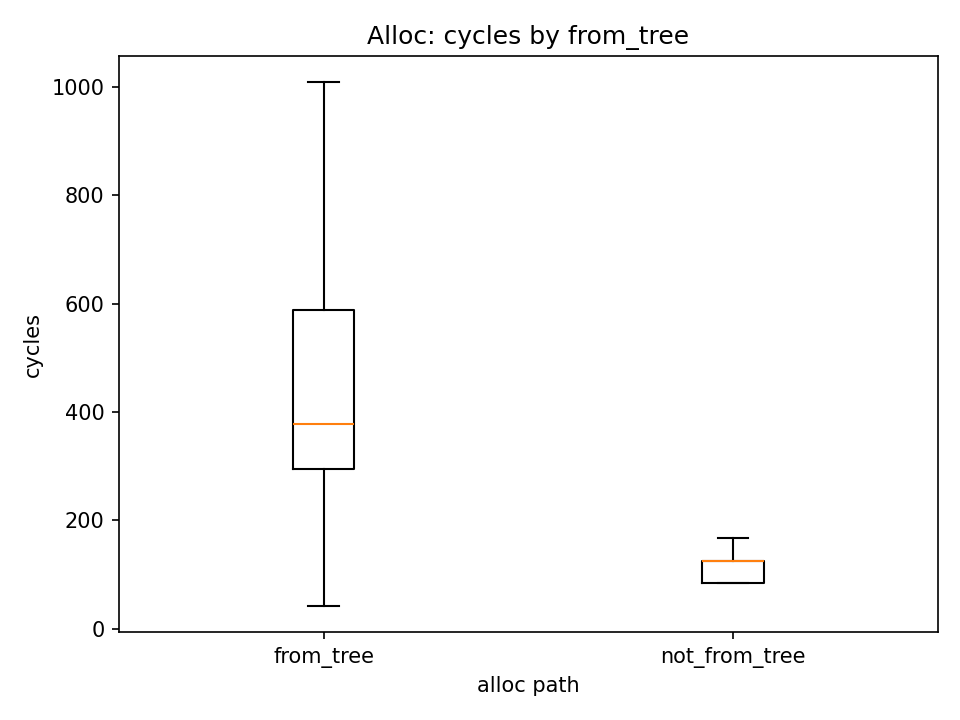 Alloc: cycles by from_tree
1000
800
600
400
200
0
cycles
from_tree
not_from_tree
alloc path